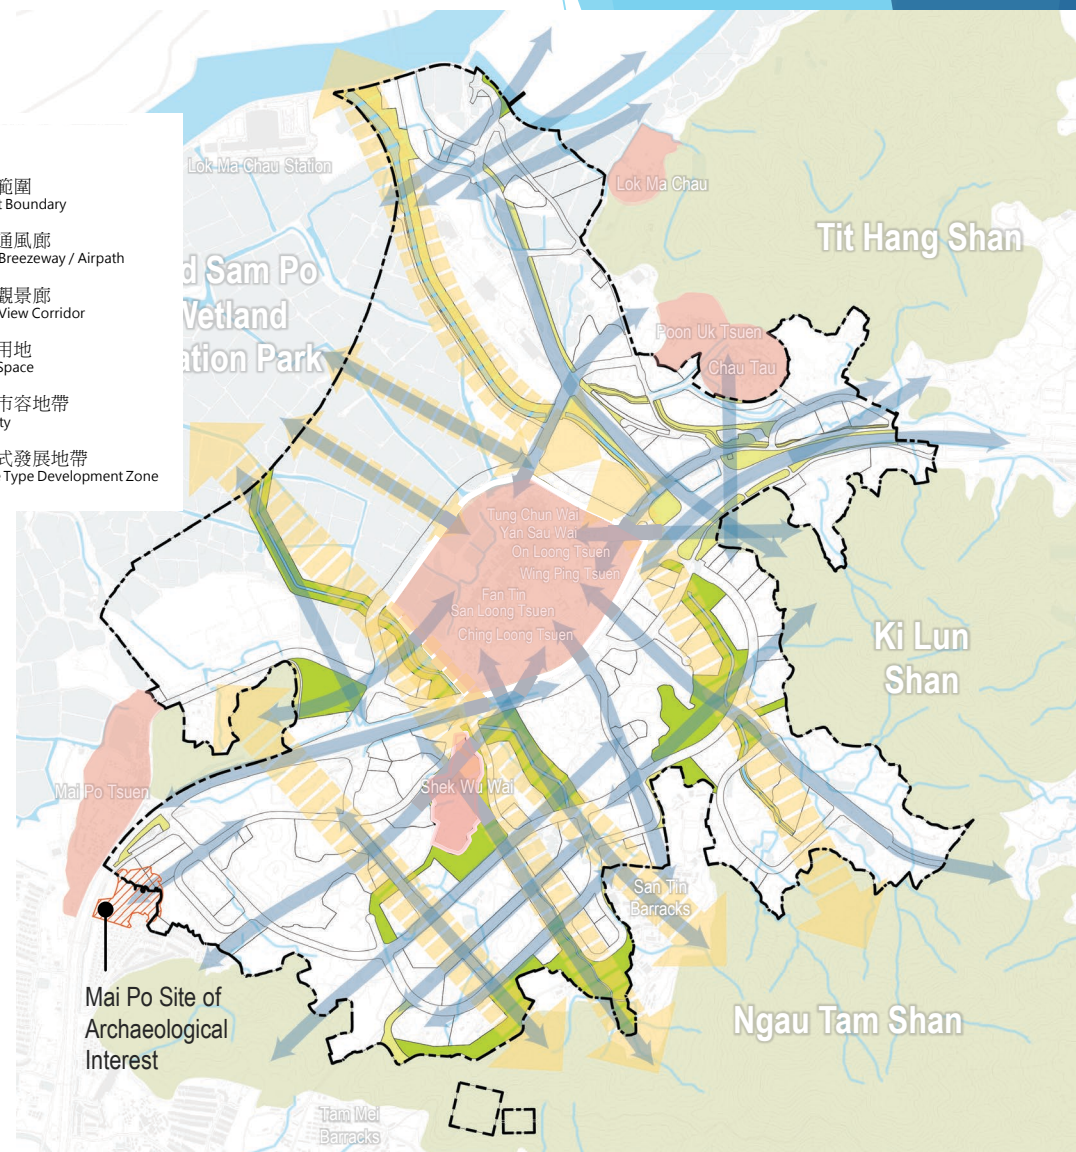 範圍
t Boundary
通風廊
Breezeway / Airpath
觀景廊
View Corridor
用地
Space
市容地帶
ty
式發展地帶
Type Development Zone
Lok Ma Chau Station
Lok Ma Chau
Tit Hang Shan
d Sam Po
Wetland
ation Park
Poon Uk Tsuen
Chau Tau
Tung Chun Wai
Yan Sau Wai
On Loong Tsuen
Wing Ping Tsuen
Fan Tin
San Loong Tsuen
Ching Loong Tsuen
Ki Lun
Shan
Mai Po Tsuen
Shek Wu Wai
San Tin
Barracks
Mai Po Site of
Archaeological
Interest
Ngau Tam Shan
Tam Mei
Barracks